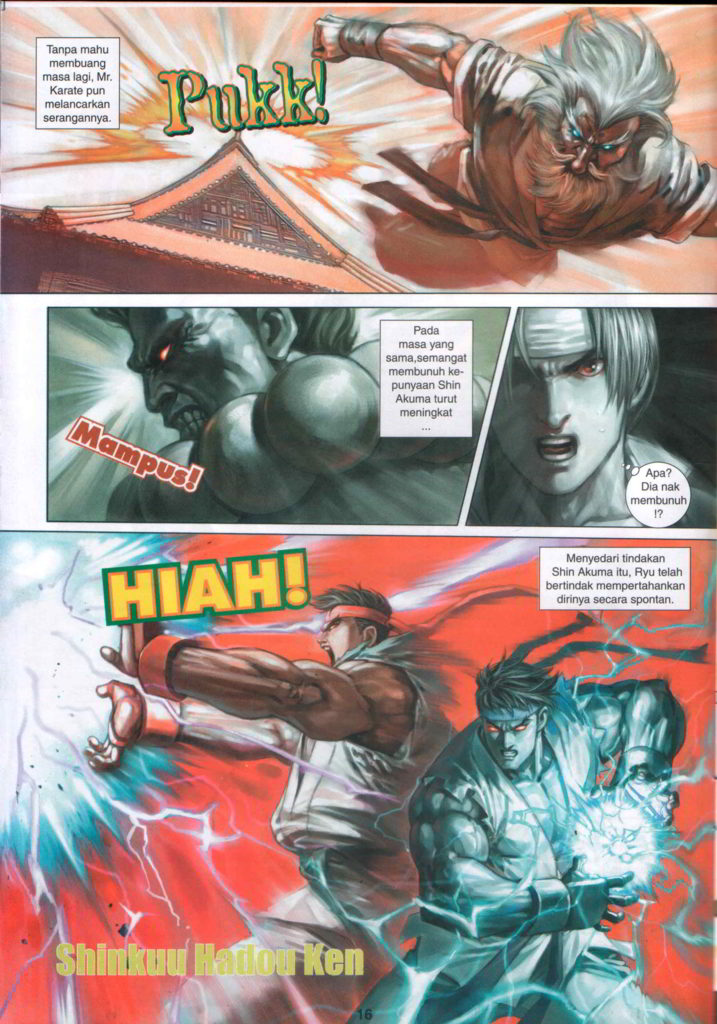 Tanpa mahu
membuang
masa lagi, Mr.
Karate pun
melancarkan
serangannya.
Pukk!
Mampus!
Pada
masa yang
sama,semangat
membunuh ke-
punyaan Shin
Akuma turut
meningkat
...
Apa?
Dia nak
membunuh
!?
HIAH!
Menyedari tindakan
Shin Akuma itu, Ryu telah
bertindak mempertahankan
dirinya secara spontan.
Shinkuu Hadou Ken
16